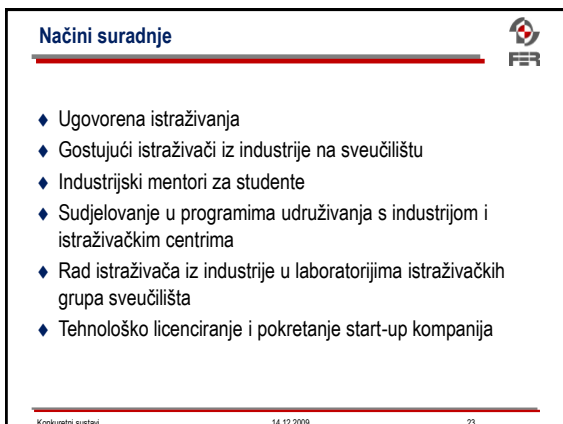 Načini suradnje
FER
Ugovorena istraživanja
Gostujući istraživači iz industrije na sveučilištu
Industrijski mentori za studente
Sudjelovanje u programima udruživanja s industrijom i
istraživačkim centrima
Rad istraživača iz industrije u laboratorijima istraživačkih
grupa sveučilišta
Tehnološko licenciranje i pokretanje start-up kompanija
Konkuretni sustavi 14.12.2009 23